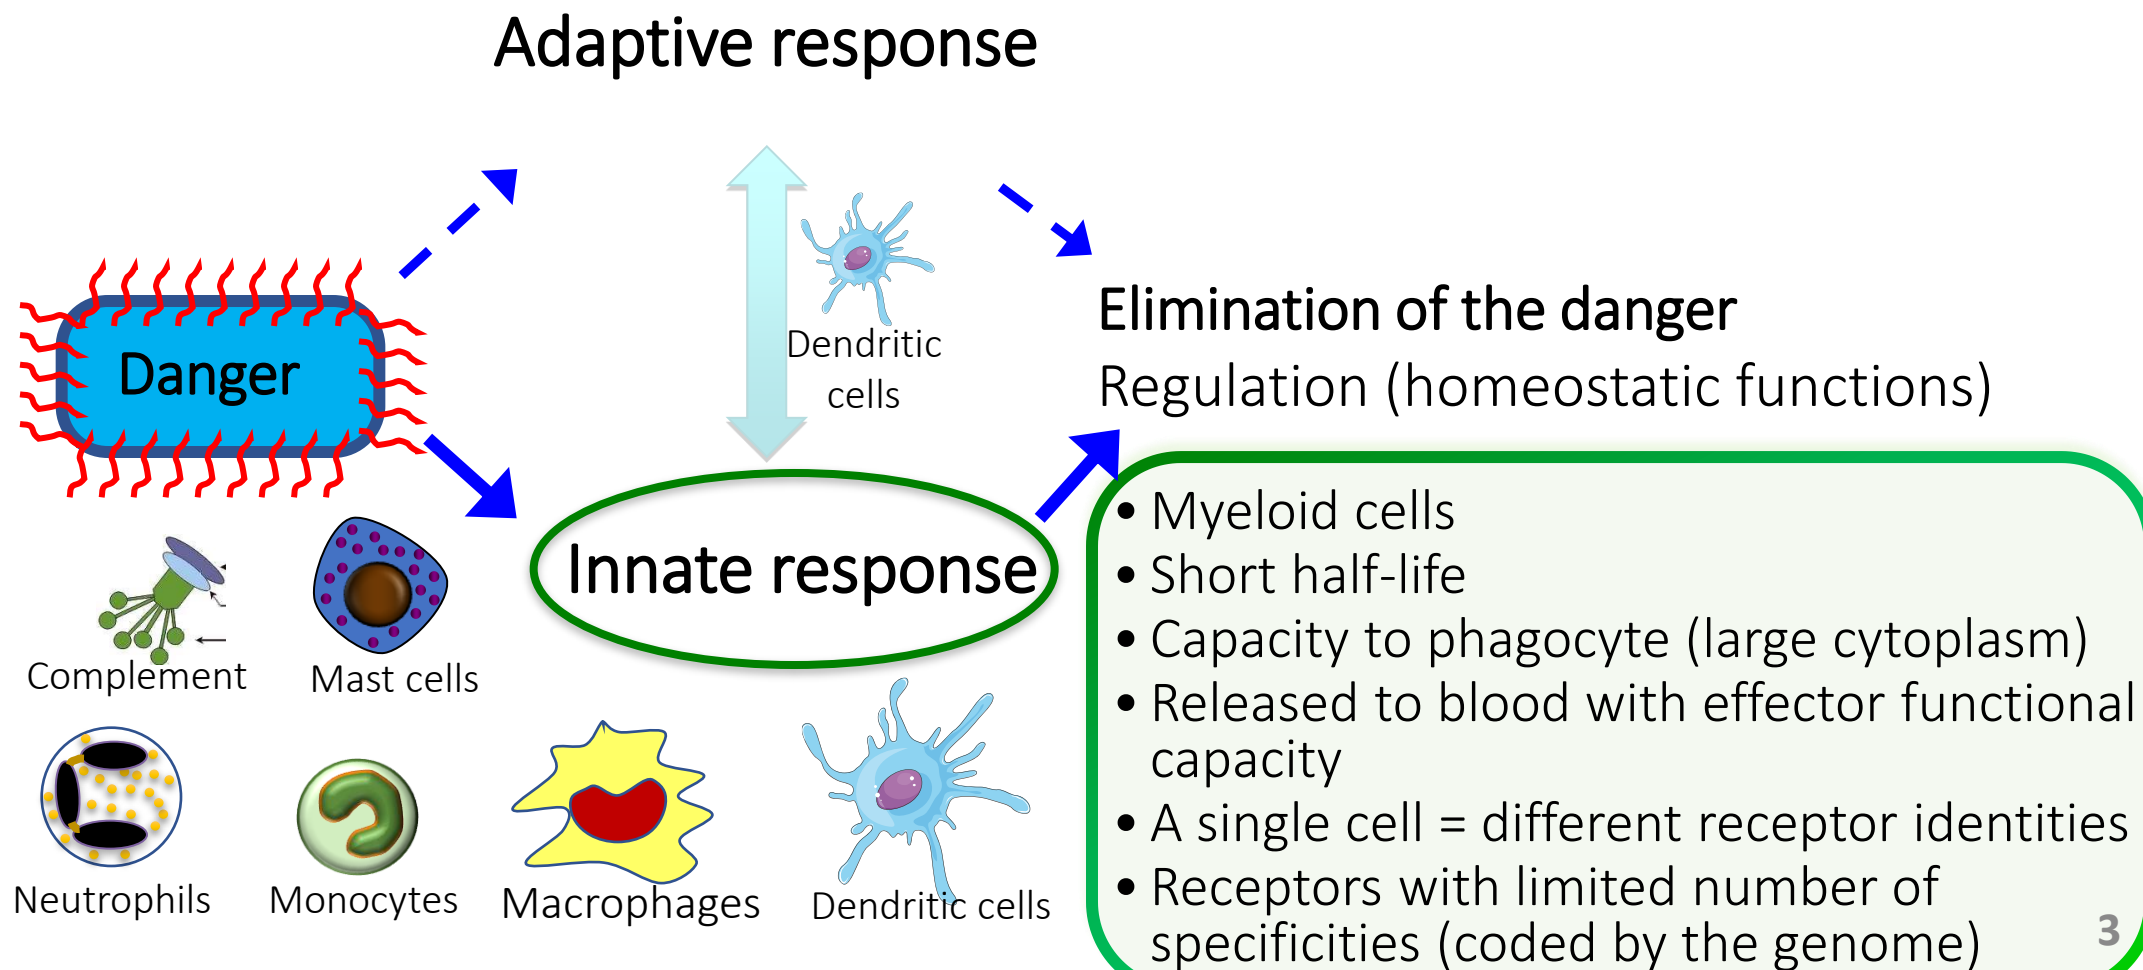 Adaptive response
Dendritic
cells
Danger
Elimination of the danger
Regulation (homeostatic functions)
Innate response
Complement
Mast cells
Neutrophils
Monocytes
Macrophages
Dendritic cells
• Myeloid cells
• Short half-life
• Capacity to phagocyte (large cytoplasm)
• Released to blood with effector functional
capacity
• A single cell = different receptor identities
• Receptors with limited number of
specificities (coded by the genome)
3